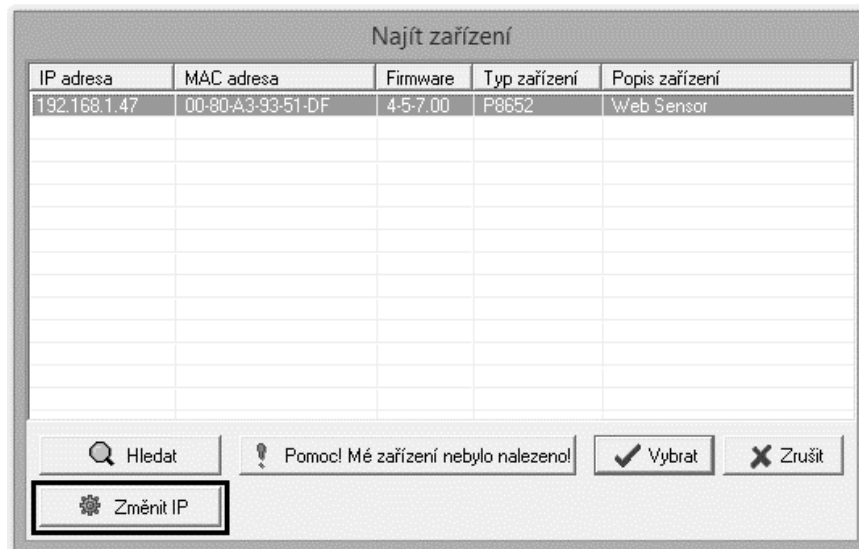 Najít zařízení
IP adresa MAC adresa Firmware Typ zařízení Popis zařízení
192.168.1.47 00-80-A3-93-51-DF 4-5-7.00 P8652 Web Sensor
Hledat Pomoc! Mé zařízení nebylo nalezeno! Vybrat Zrušit
Změnit IP